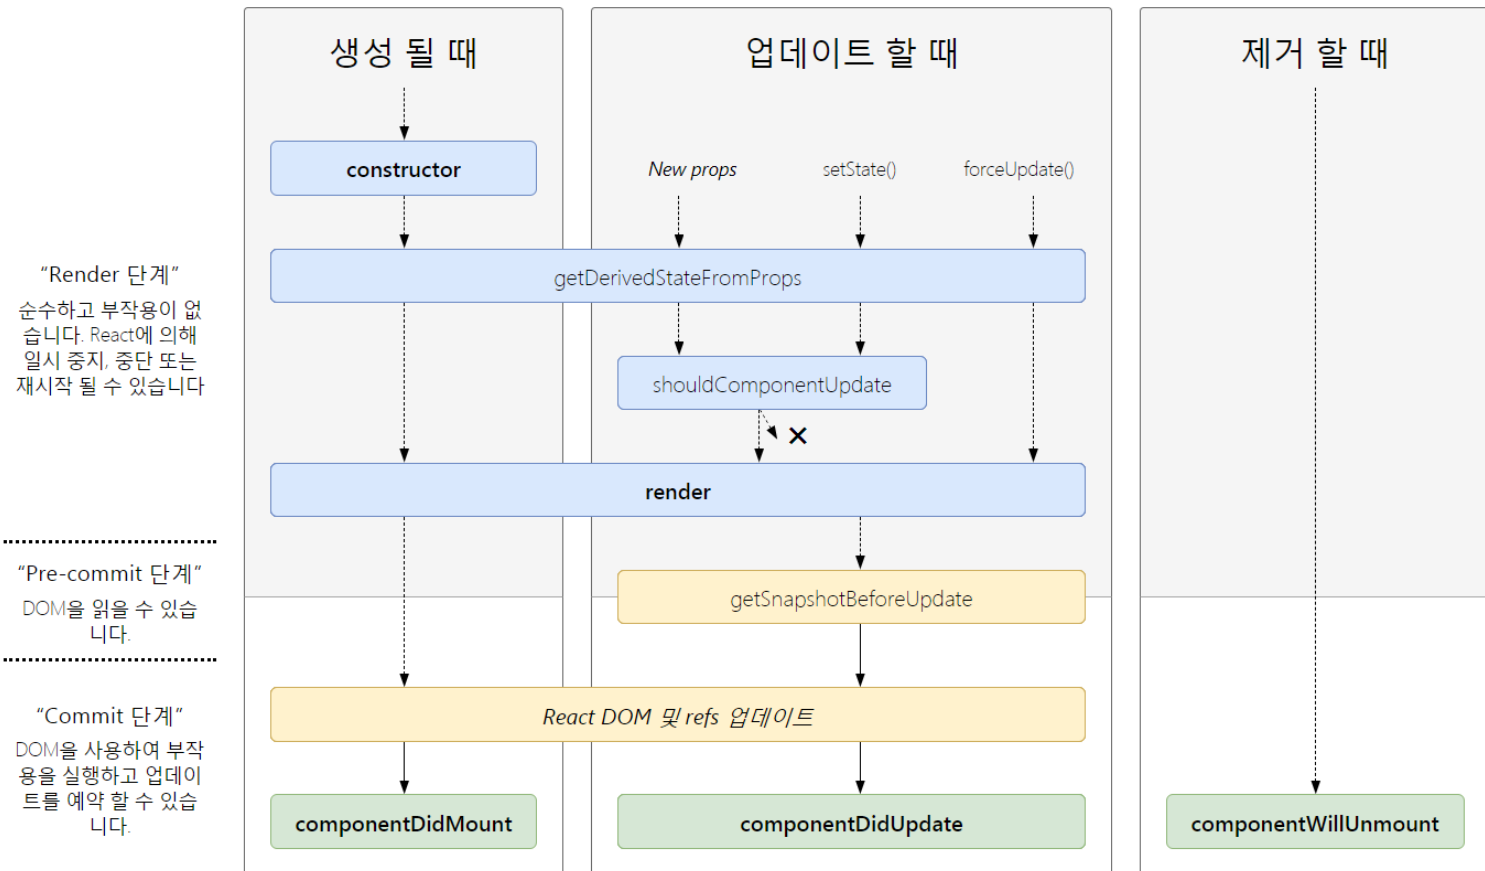 생성 될 때
업데이트 할 때
제거 할 때
constructor
New props
setState()
forceUpdate()
"Render 단계"
순수하고 부작용이 없
습니다. React에 의해
일시 중지, 중단 또는
재시작 될 수 있습니다
getDerivedStateFromProps
shouldComponentUpdate
render
"Pre-commit 단계"
DOM을 읽을 수 있습
니다.
getSnapshotBeforeUpdate
"Commit 단계"
DOM을 사용하여 부작
용을 실행하고 업데이
트를 예약 할 수 있습
니다.
React DOM 및 refs 업데이트
componentDidMount
componentDidUpdate
componentWillUnmount